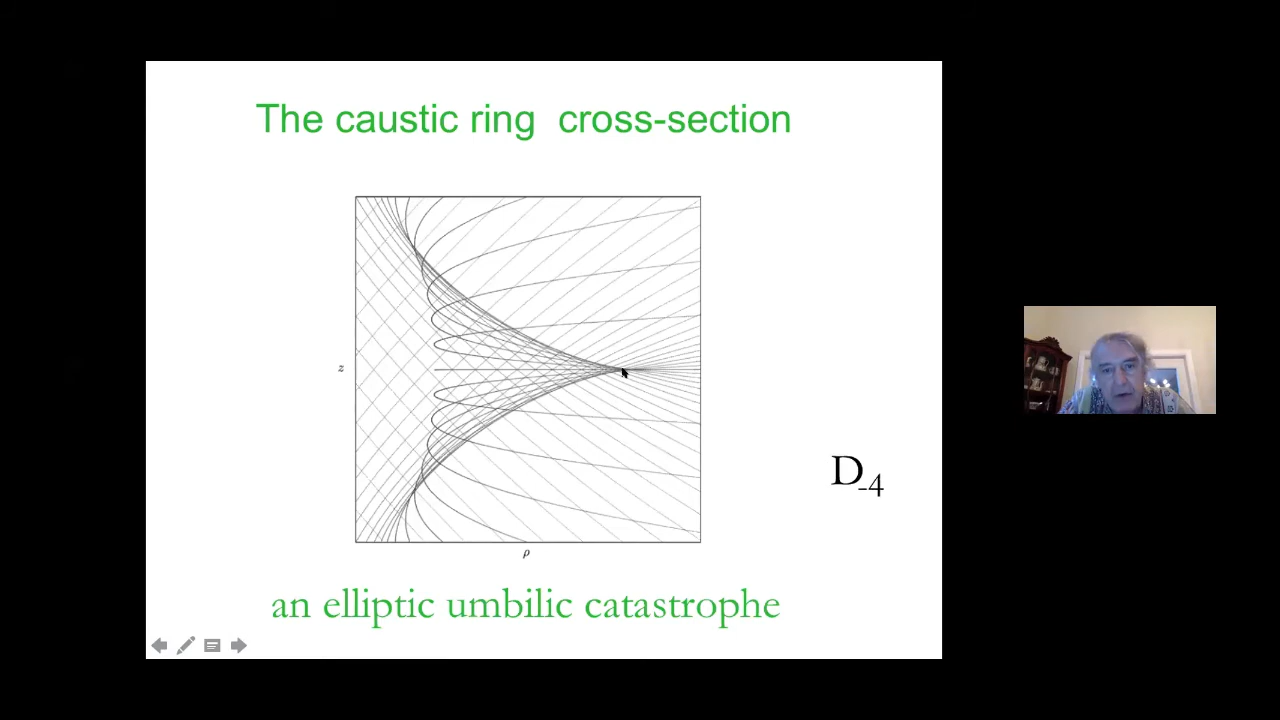 The caustic ring cross-section
z
D-4
ρ
an elliptic umbilic catastrophe